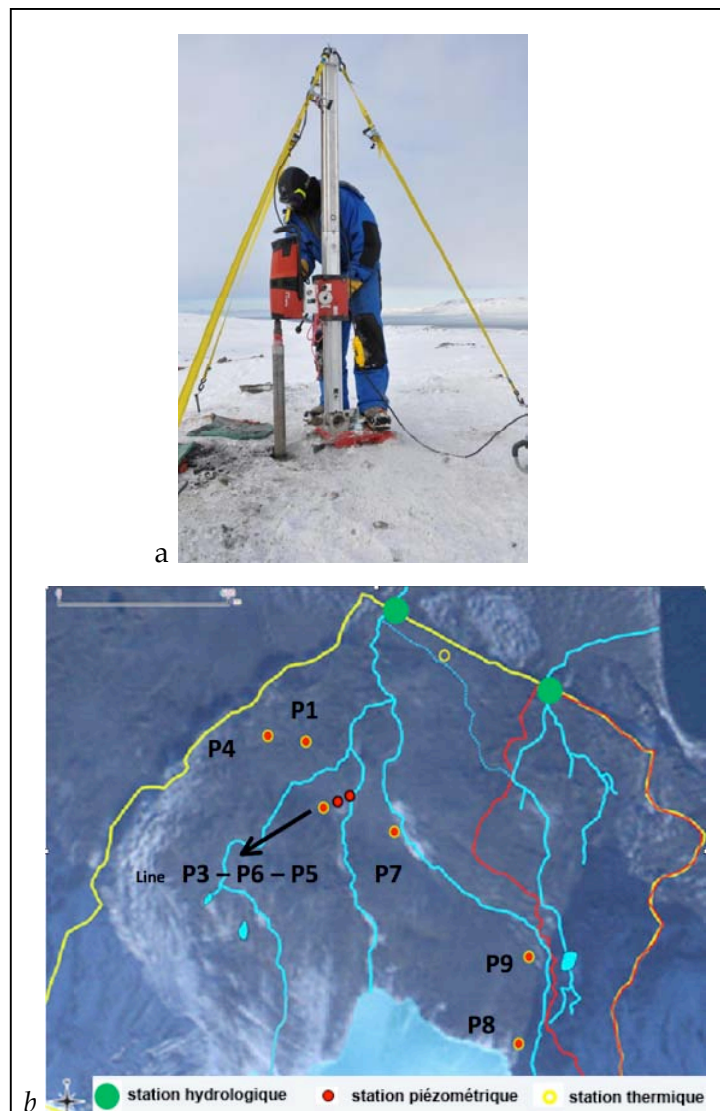 a
P1
P4
Line P3 – P6 – P5
P7
P9
P8
b
station hydrologique
station piézométrique
station thermique